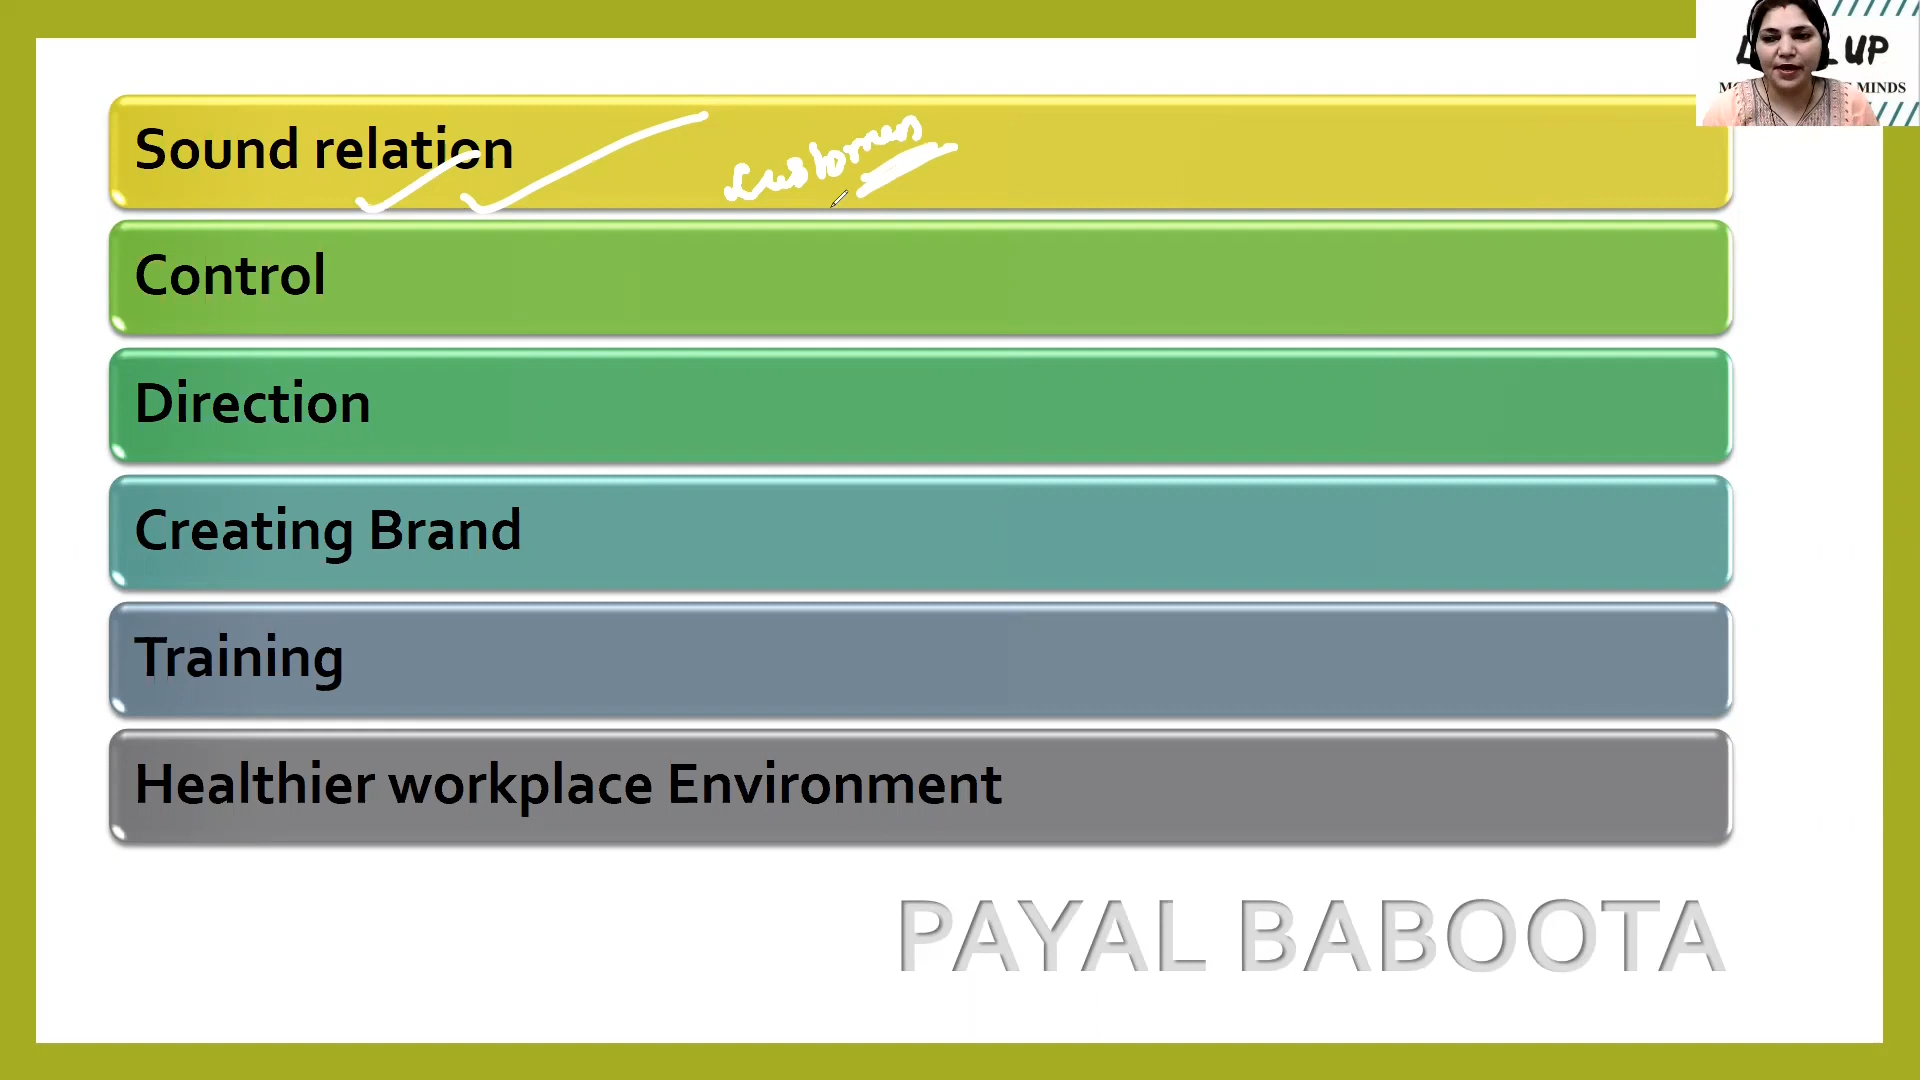 UP
MINDS
Sound relation
Customers
Control
Direction
Creating Brand
Training
Healthier workplace Environment
PAYAL BABOOTA